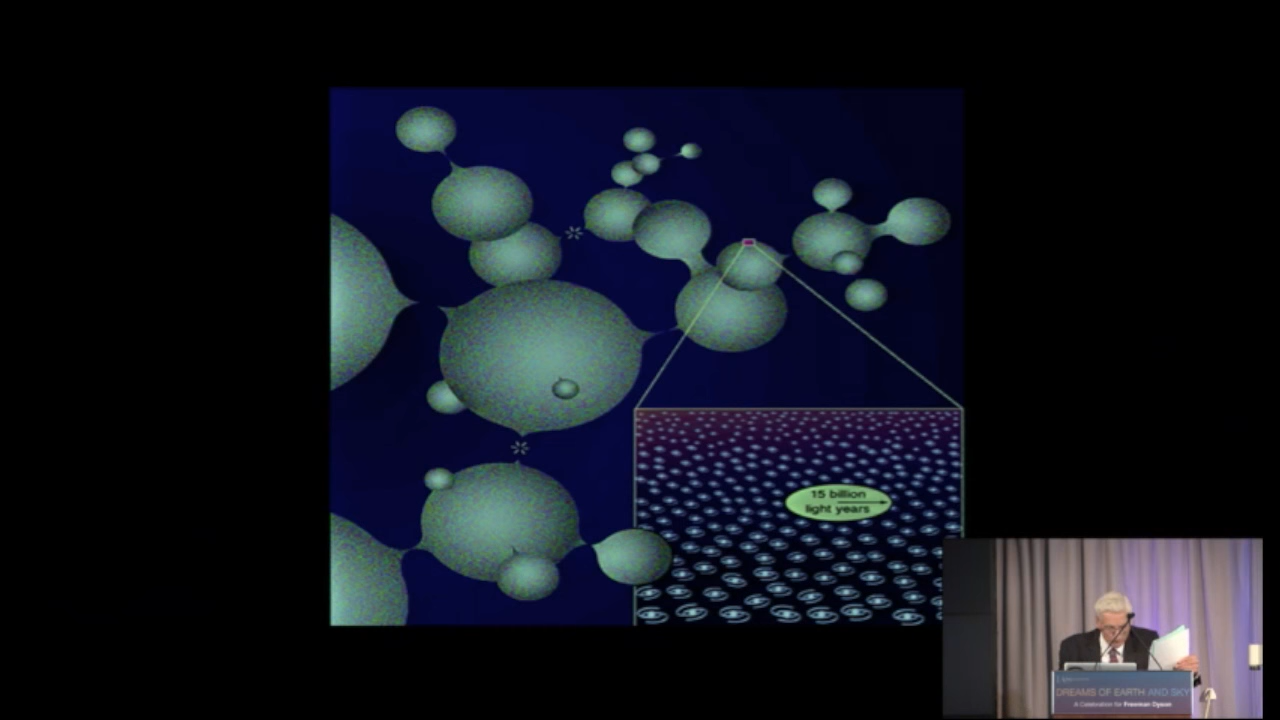 15 billion
light years
DREAMS OF EARTH AND SKY
A Celebration for Freeman Dyson